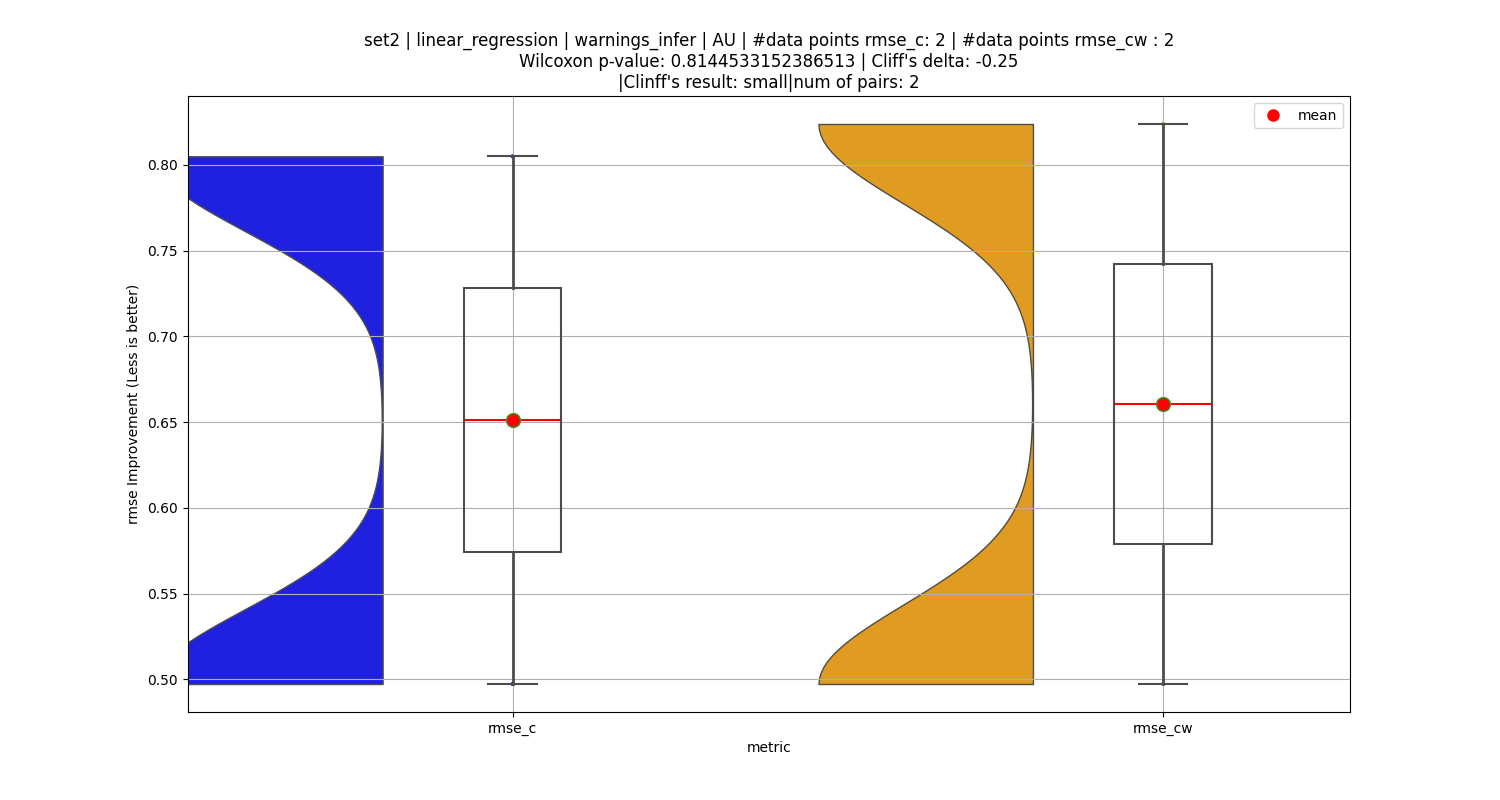 set2 | linear_regression | warnings_infer | AU | #data points rmse_c: 2 | #data points rmse_cw : 2
Wilcoxon p-value: 0.8144533152386513 | Cliff's delta: -0.25
|Clinff's result: small|num of pairs: 2
mean
0.80
0.75
0.70
0.65
0.60
0.55
0.50
rmse Improvement (Less is better)
rmse_c
rmse_cw
metric